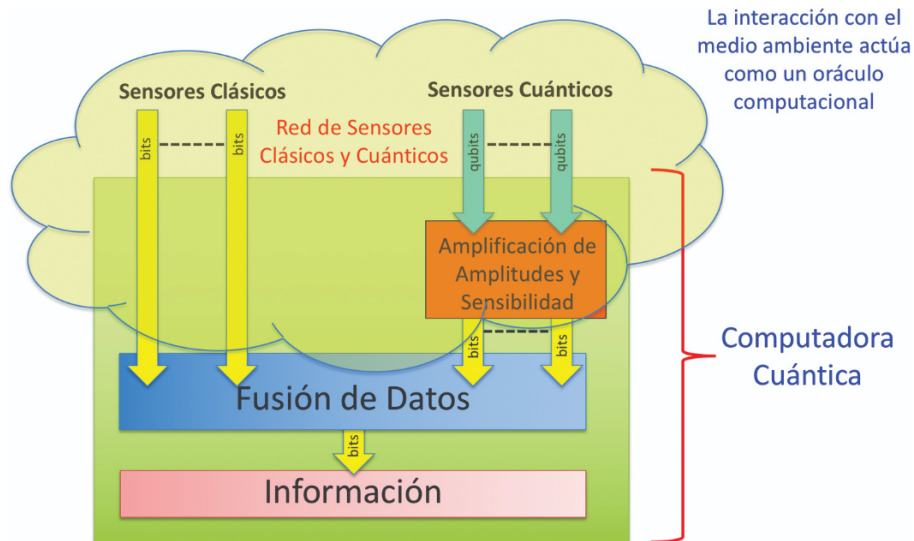 La interacción con el
medio ambiente actúa
como un oráculo
computacional
Sensores Clásicos
Sensores Cuánticos
Red de Sensores
Clásicos y Cuánticos
bits
bits
qubits
qubits
Amplificación de
Amplitudes y
Sensibilidad
bits
bits
Computadora
Cuántica
Fusión de Datos
bits
Información